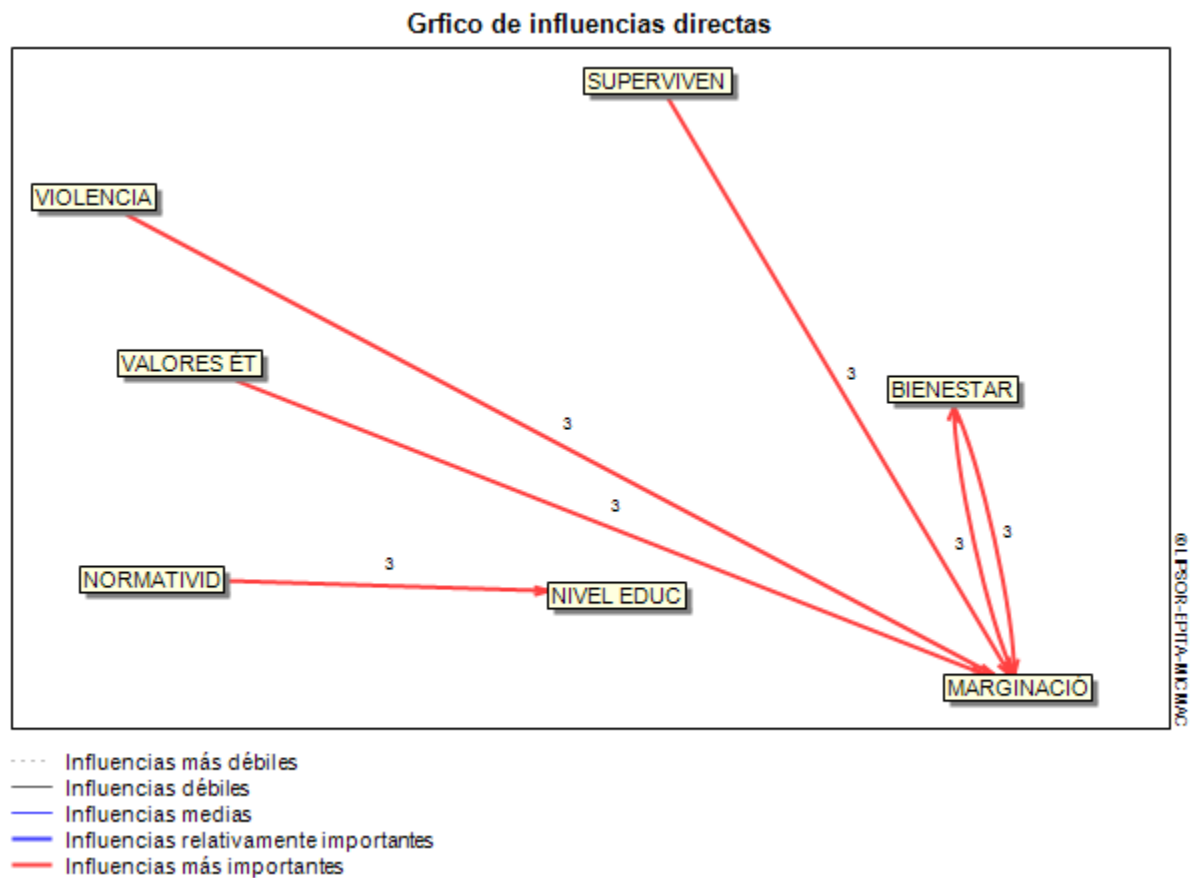 Grfico de influencias directas
SUPERVIVEN
VIOLENCIA
VALORES ÉT
3
BIENESTAR
3
3
NORMATIVID
3
NIVEL EDUC
3
3
MARGINACIÓ
©LIPSOR-EPITA-MICMAC
Influencias más débiles
Influencias débiles
Influencias medias
Influencias relativamente importantes
Influencias más importantes